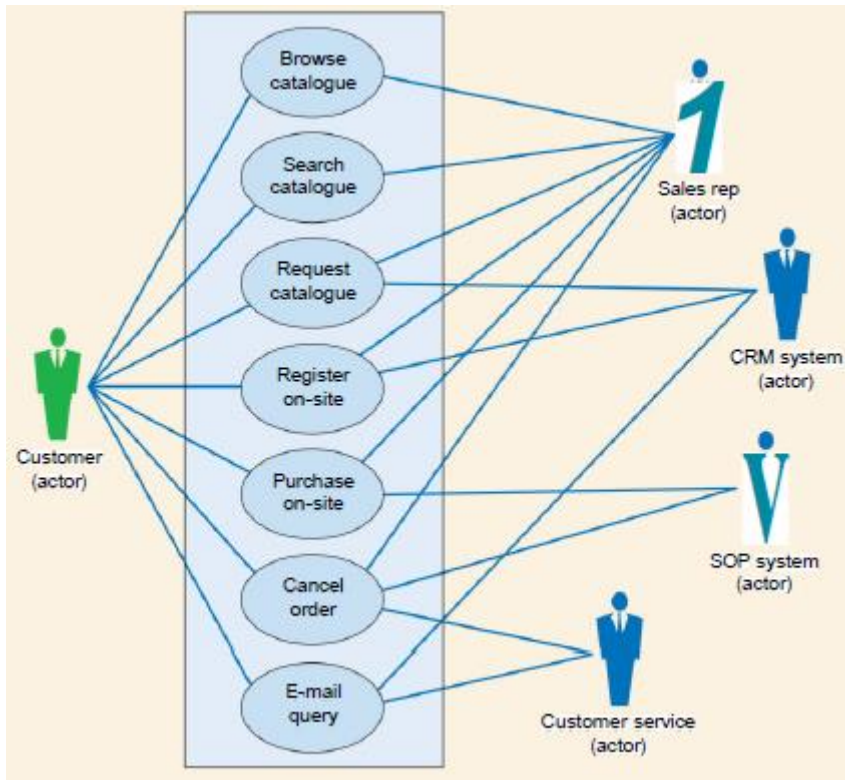 Browse
catalogue
Search
catalogue
Request
catalogue
Register
on-site
Purchase
on-site
Cancel
order
E-mail
query
Customer
(actor)
1
Sales rep
(actor)
CRM system
(actor)
V
SOP system
(actor)
Customer service
(actor)